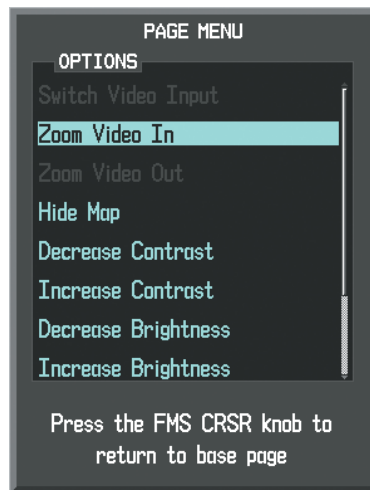 PAGE MENU
OPTIONS
Switch Video Input
Zoom Video In
Zoom Video Out
Hide Map
Decrease Contrast
Increase Contrast
Decrease Brightness
Increase Brightness
Press the FMS CRSR knob to
return to base page